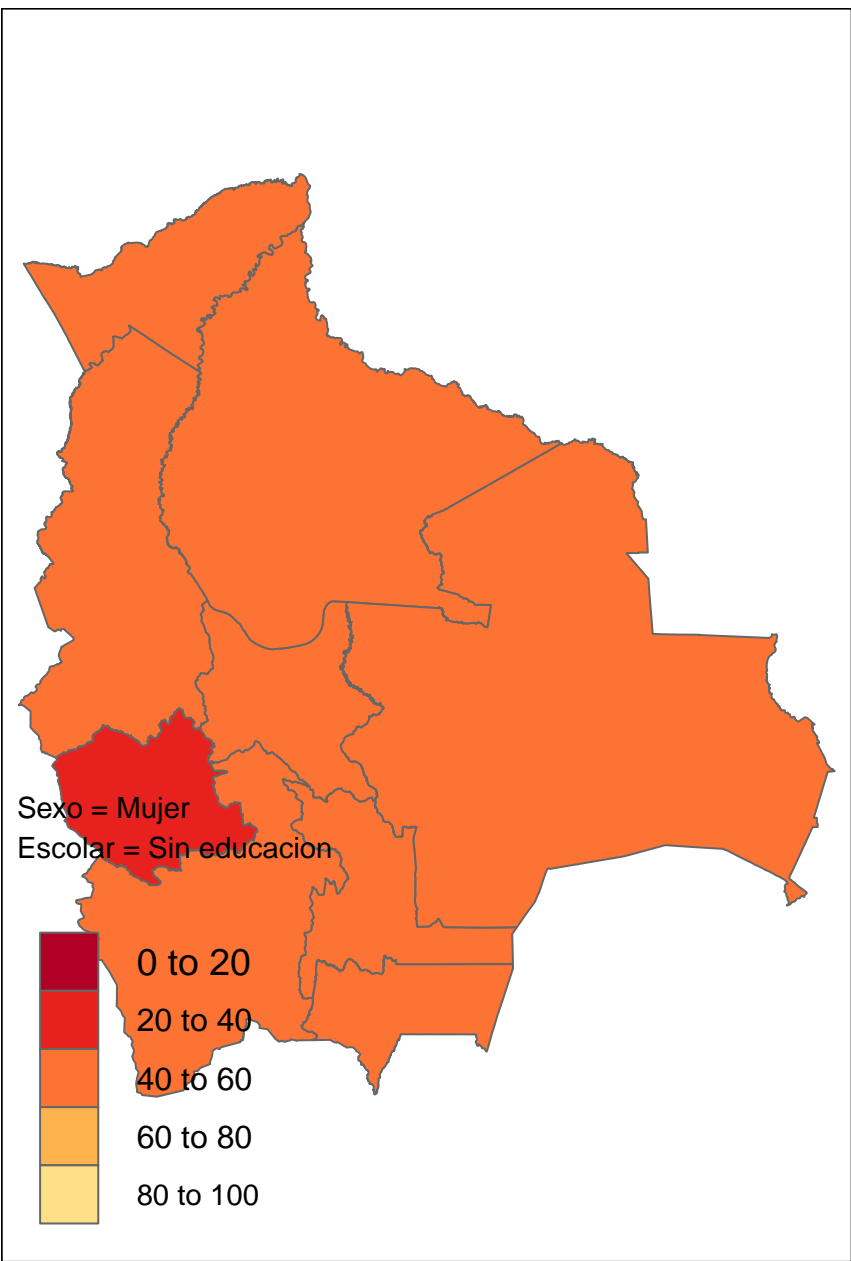 Sexo = Mujer
Escolar = Sin educacion
0 to 20
20 to 40
40 to 60
60 to 80
80 to 100